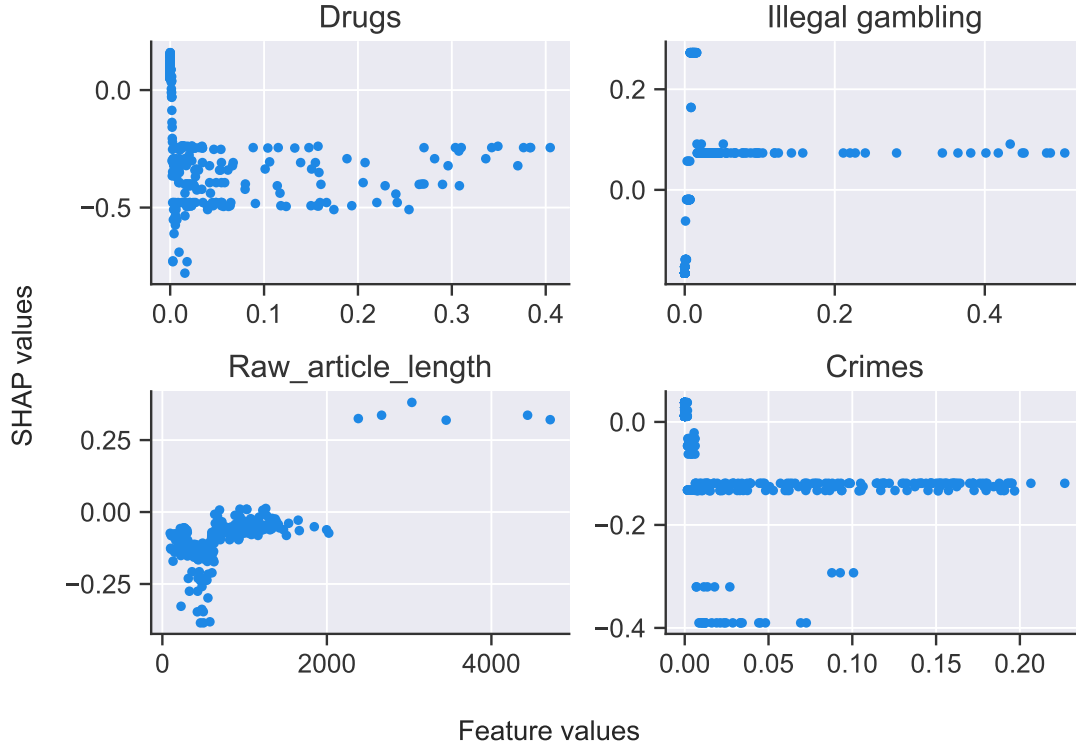 Drugs
Illegal gambling
0.0
−0.5
0.2
0.0
0.0 0.1 0.2 0.3 0.4
0.0 0.2 0.4
SHAP values
Raw_article_length
Crimes
0.25
0.00
−0.25
0.0
−0.2
−0.4
0 2000 4000
0.00 0.05 0.10 0.15 0.20
Feature values